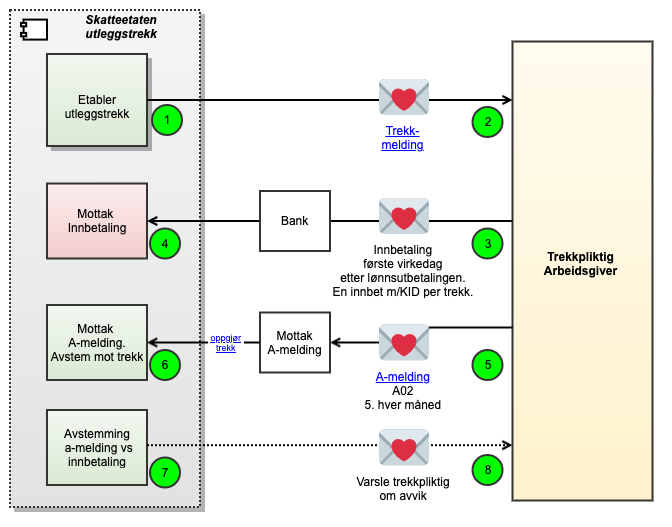 Skatteetaten
utleggstrekk
Etabler
utleggstrekk
1
Trekk-
melding
2
Mottak
Innbetaling
4
Bank
Innbetaling
første virkedag
etter lønnsutbetalingen.
En innbet m/KID per trekk.
3
Trekkpliktig
Arbeidsgiver
Mottak
A-melding.
Avstem mot trekk
6
oppgjør
trekk
Mottak
A-melding
A-melding
A02
5. hver måned
5
Avstemming
a-melding vs
innbetaling
7
Varsle trekkpliktig
om avvik
8